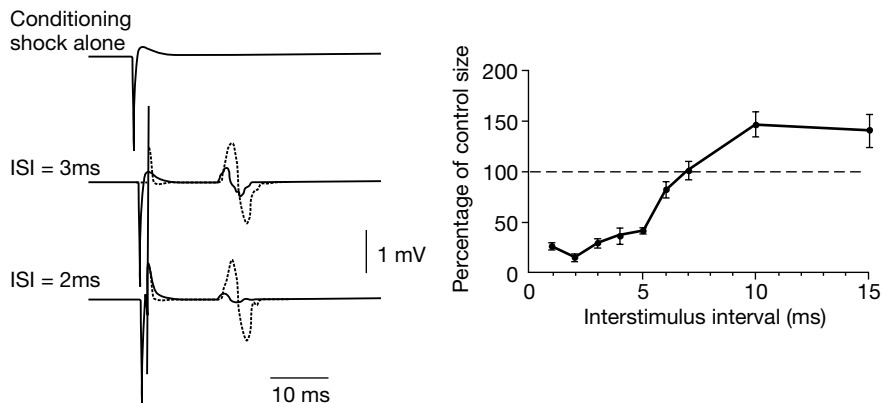 Conditioning
shock alone
ISI = 3ms
1 mV
ISI = 2ms
10 ms
Percentage of control size
200
150
100
50
0
0 5 10 15
Interstimulus interval (ms)